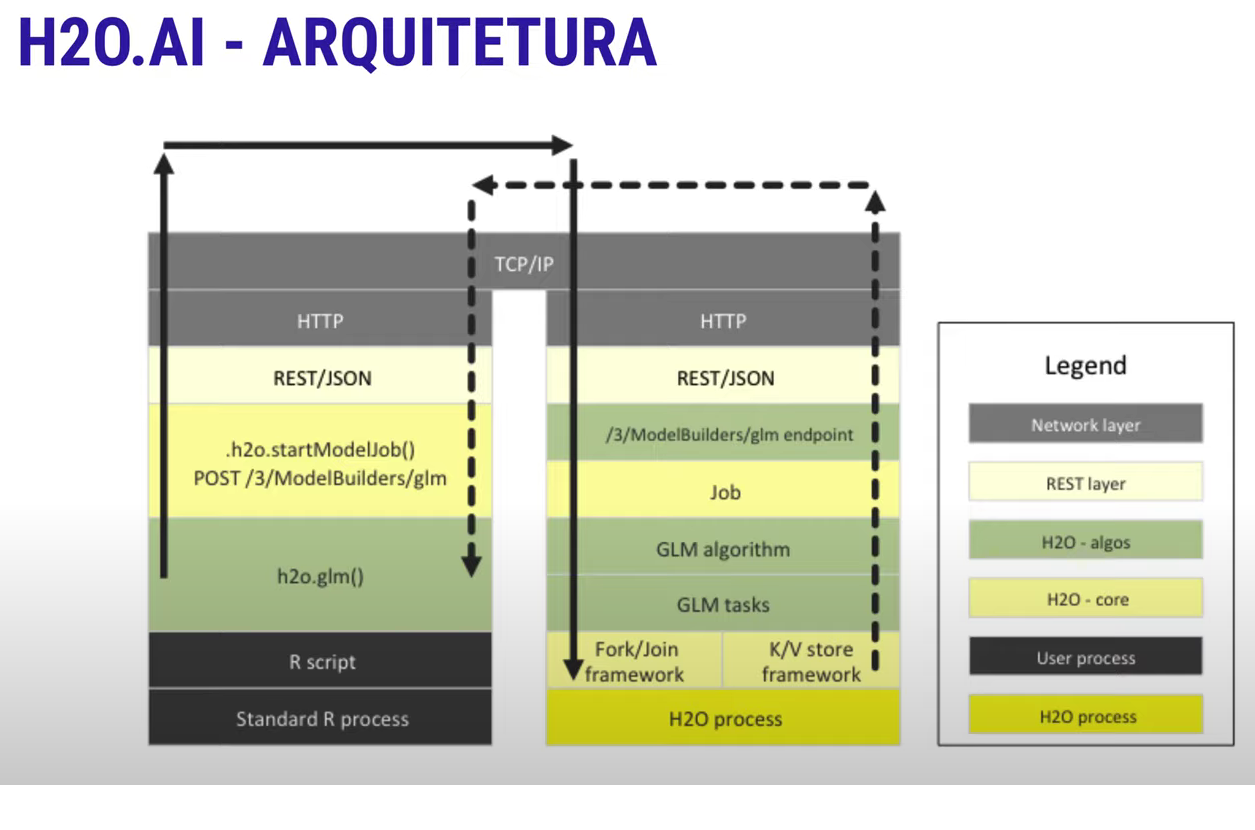 H2O.AI - ARQUITETURA
TCP/IP
HTTP
REST/JSON
.h2o.startModelJob()
POST /3/ModelBuilders/glm
h2o.glm()
R script
Standard R process
HTTP
REST/JSON
/3/ModelBuilders/glm endpoint
Job
GLM algorithm
GLM tasks
Fork/Join
framework
K/V store
framework
H2O process
Legend
Network layer
REST layer
H2O - algos
H2O - core
User process
H2O process